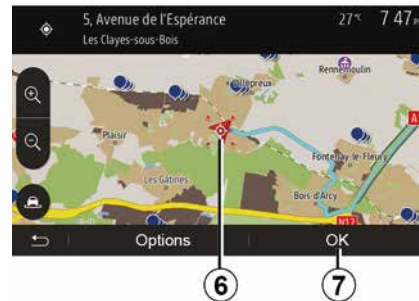 5, Avenue de l'Espérance
27°C 7 47
Les Clayes-sous-Bois
Rennemoulin
Villepreux
A
Plaisir
Fontenay-le-Fleury
Les Gâtines
Bois-d'Arcy
N12
Options OK
6 7